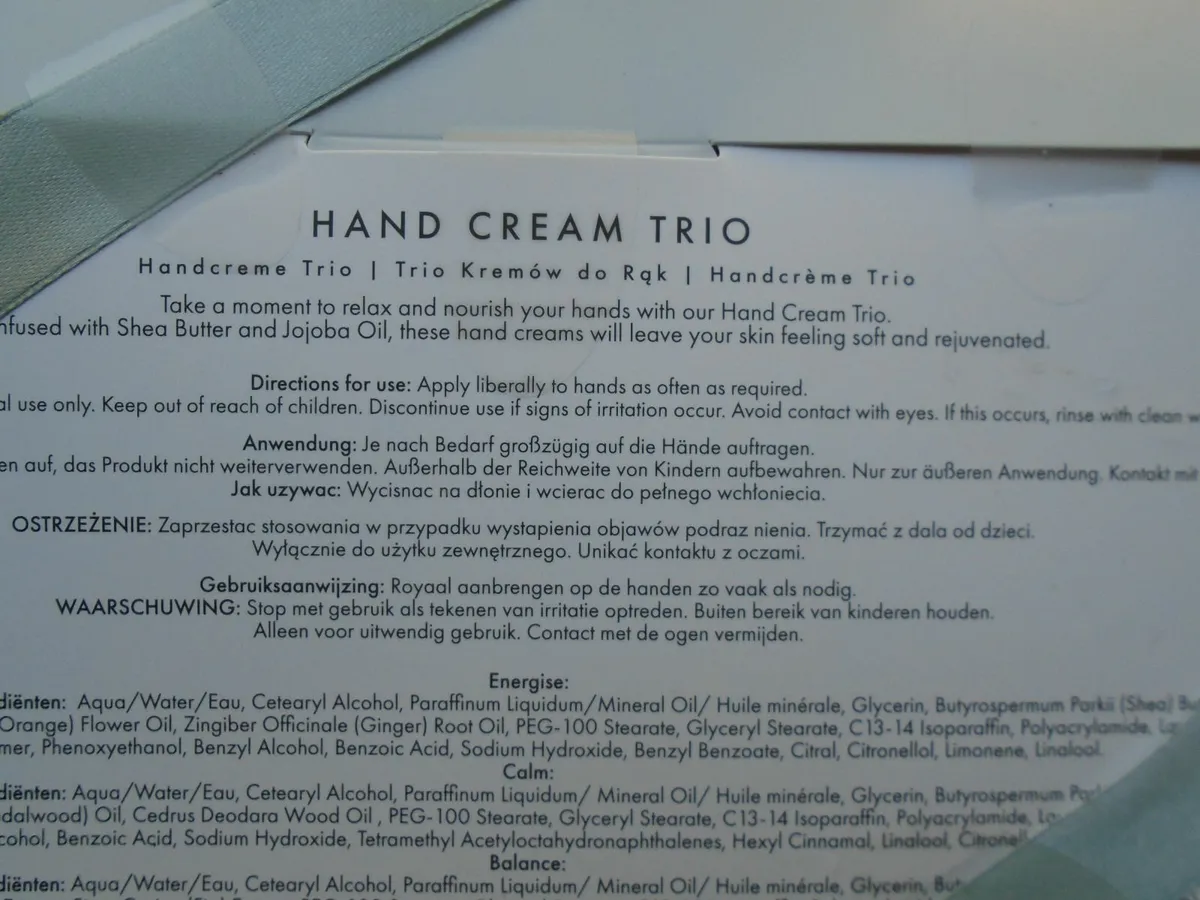 HAND CREAM TRIO
Handcreme Trio | Trio Kremów do Rąk | Handcrème Trio
Take a moment to relax and nourish your hands with our Hand Cream Trio.
nfused with Shea Butter and Jojoba Oil, these hand creams will leave your skin feeling soft and rejuvenated.
Directions for use: Apply liberally to hands as often as required.
al use only. Keep out of reach of children. Discontinue use if signs of irritation occur. Avoid contact with eyes. If this occurs, rinse with clean
Anwendung: Je nach Bedarf großzügig auf die Hände auftragen.
en auf, das Produkt nicht weiterverwenden. Außerhalb der Reichweite von Kindern aufbewahren. Nur zur äußeren Anwendung. Kontakt mit
Jak uzywac: Wycisnac na dłonie i wcierac do pełnego wchłoniecia.
OSTRZEŻENIE: Zaprzestac stosowania w przypadku wystapienia objawów podraz nienia. Trzymać z dala od dzieci.
Wyłącznie do użytku zewnętrznego. Unikać kontaktu z oczami.
Gebruiksaanwijzing: Royaal aanbrengen op de handen zo vaak als nodig.
WAARSCHUWING: Stop met gebruik als tekenen van irritatie optreden. Buiten bereik van kinderen houden.
Alleen voor uitwendig gebruik. Contact met de ogen vermijden.
Energise:
diënten: Aqua/Water/Eau, Cetearyl Alcohol, Paraffinum Liquidum/Mineral Oil/ Huile minérale, Glycerin, Butyrospermum Parkii (Shea)
Orange) Flower Oil, Zingiber Officinale (Ginger) Root Oil, PEG-100 Stearate, Glyceryl Stearate, C13-14 Isoparaffin, Polyacrylamide,
mer, Phenoxyethanol, Benzyl Alcohol, Benzoic Acid, Sodium Hydroxide, Benzyl Benzoate, Citral, Citronellol, Limonene, Linalool.
Calm:
diënten: Aqua/Water/Eau, Cetearyl Alcohol, Paraffinum Liquidum/ Mineral Oil/ Huile minérale, Glycerin, Butyrospermum
dalwood) Oil, Cedrus Deodara Wood Oil , PEG-100 Stearate, Glyceryl Stearate, C13-14 Isoparaffin, Polyacrylamide,
cohol, Benzoic Acid, Sodium Hydroxide, Tetramethyl Acetyloctahydronaphthalenes, Hexyl Cinnamal, Linalool,
Balance:
diënten: Aqua/Water/Eau, Cetearyl Alcohol, Paraffinum Liquidum/ Mineral Oil/ Huile minérale, Glycerin,